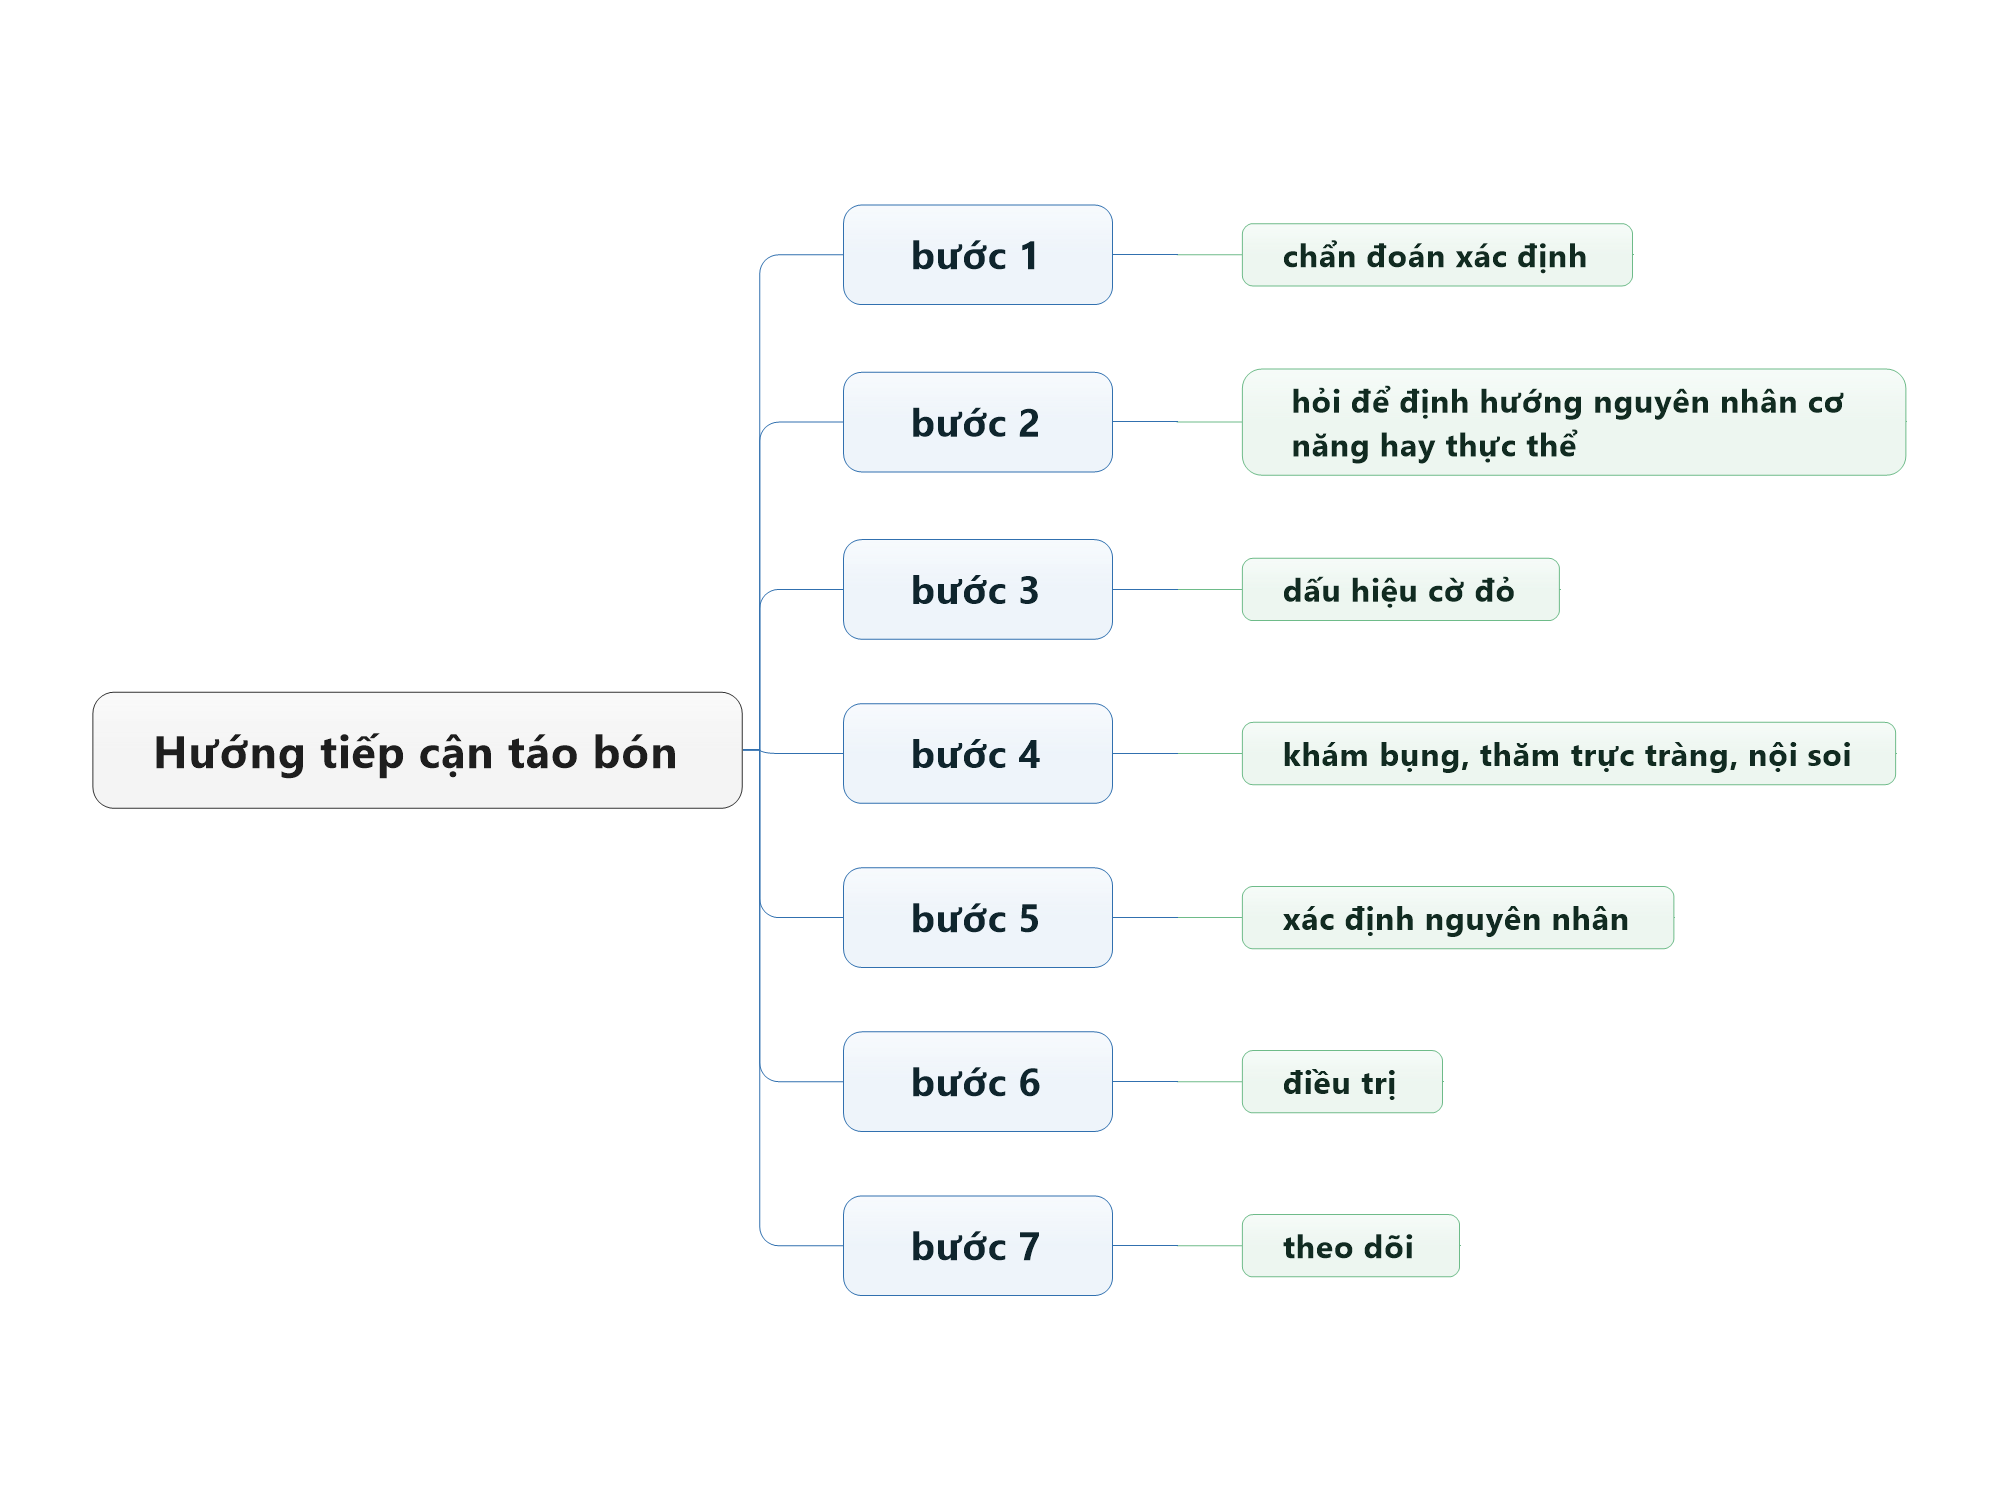 Hướng tiếp cận táo bón
bước 1
chẩn đoán xác định
bước 2
hỏi để định hướng nguyên nhân cơ
năng hay thực thể
bước 3
dấu hiệu cờ đỏ
bước 4
khám bụng, thăm trực tràng, nội soi
bước 5
xác định nguyên nhân
bước 6
điều trị
bước 7
theo dõi